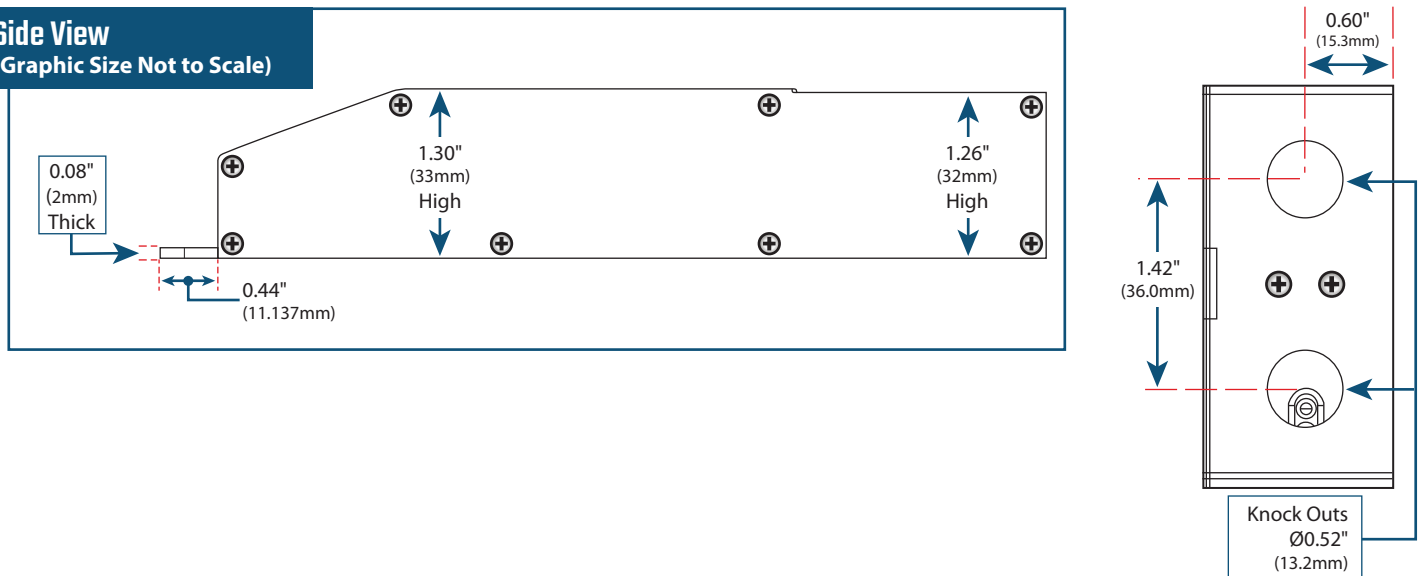 Side View
Graphic Size Not to Scale)
0.08"
(2mm)
Thick
1.30"
(33mm)
High
1.26"
(32mm)
High
0.44"
(11.137mm)
0.60"
(15.3mm)
1.42"
(36.0mm)
Knock Outs
Ø0.52"
(13.2mm)